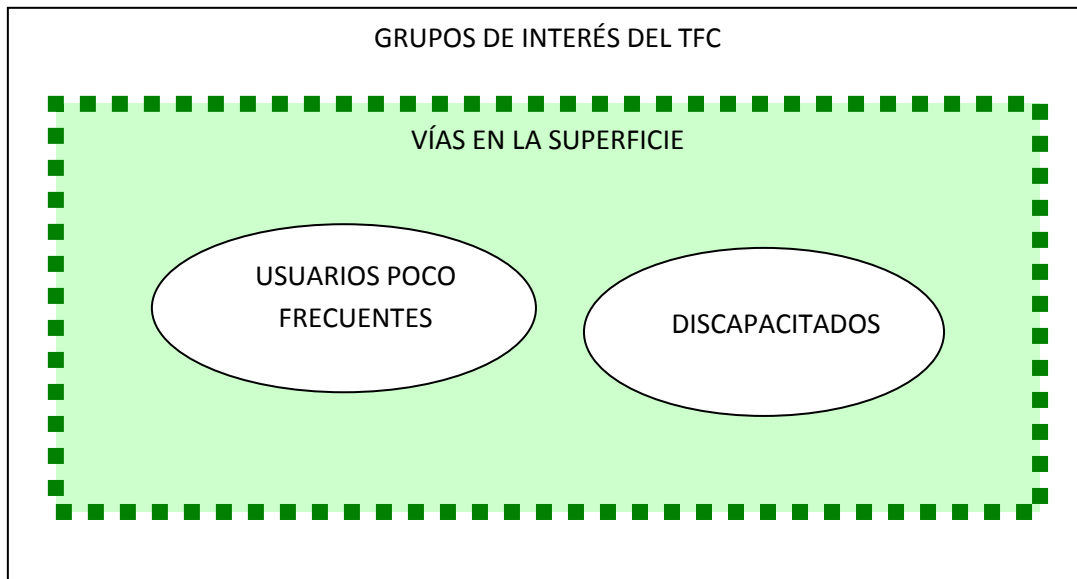 GRUPOS DE INTERÉS DEL TFC
VÍAS EN LA SUPERFICIE
USUARIOS POCO
FRECUENTES
DISCAPACITADOS